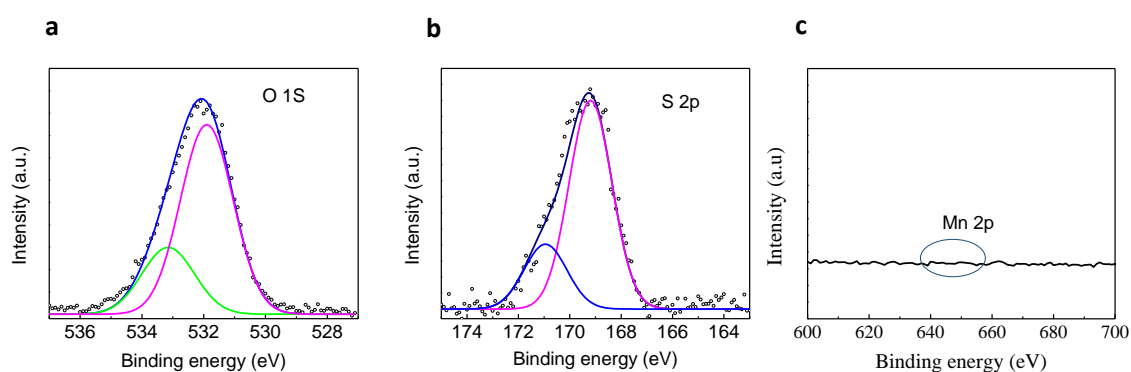 a
O 1S
Intensity (a.u.)
536 534 532 530 528
Binding energy (eV)
b
S 2p
Intensity (a.u.)
174 172 170 168 166 164
Binding energy (eV)
c
Mn 2p
Intensity (a.u)
600 620 640 660 680 700
Binding energy (eV)